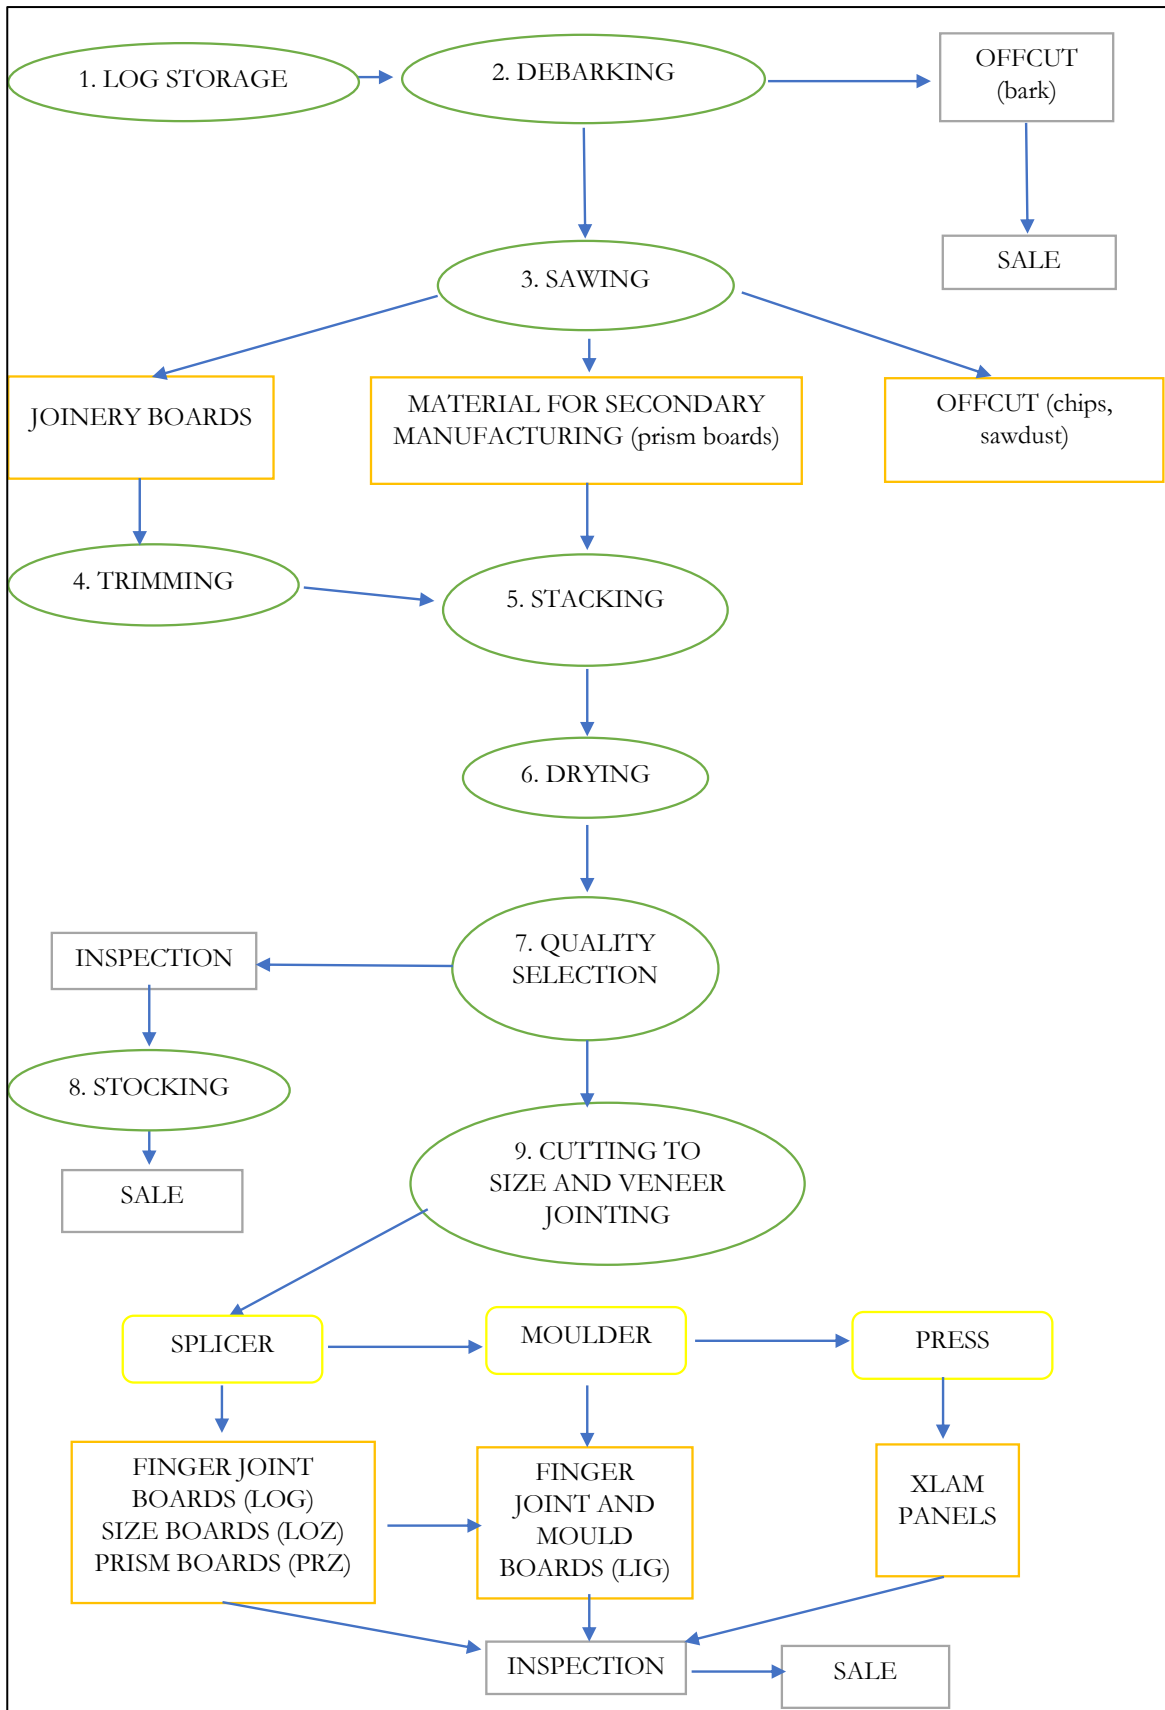 1. LOG STORAGE
2. DEBARKING
OFFCUT
(bark)
SALE
3. SAWING
JOINERY BOARDS
MATERIAL FOR SECONDARY
MANUFACTURING (prism boards)
OFFCUT (chips,
sawdust)
4. TRIMMING
5. STACKING
6. DRYING
7. QUALITY
SELECTION
INSPECTION
8. STOCKING
SALE
9. CUTTING TO
SIZE AND VENEER
JOINTING
SPLICER
MOULDER
PRESS
FINGER JOINT
BOARDS (LOG)
SIZE BOARDS (LOZ)
PRISM BOARDS (PRZ)
FINGER
JOINT AND
MOULD
BOARDS (LIG)
XLAM
PANELS
INSPECTION
SALE